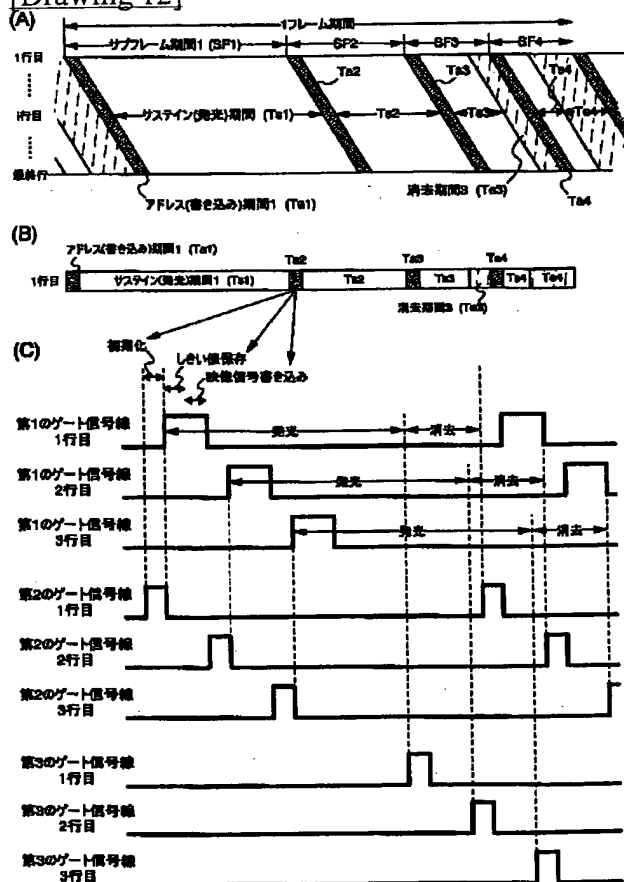 [Drawing 12]
(A)
1フレーム期間
サブフレーム期間1 (SF1) SF2 SF3 SF4
1行目
Ta2 Ta3 Ts4
i行目
サステイン(発光)期間 (Ts1) Ts2 Ts3 Te4
最終行
アドレス(書き込み)期間1 (Ta1)
消去期間3 (Te3)
Ta4
(B)
アドレス(書き込み)期間1 (Ta1)
Ta2 Ta3 Ta4
1行目 サステイン(発光)期間1 (Ts1) Ts2 Ts3 Ts4 Te4
消去期間3 (Te3)
(C)
初期化
しきい値保存
映像信号書き込み
第1のゲート信号線
1行目
発光 消去
第1のゲート信号線
2行目
発光 消去
第1のゲート信号線
3行目
発光 消去
第2のゲート信号線
1行目
第2のゲート信号線
2行目
第2のゲート信号線
3行目
第3のゲート信号線
1行目
第3のゲート信号線
2行目
第3のゲート信号線
3行目